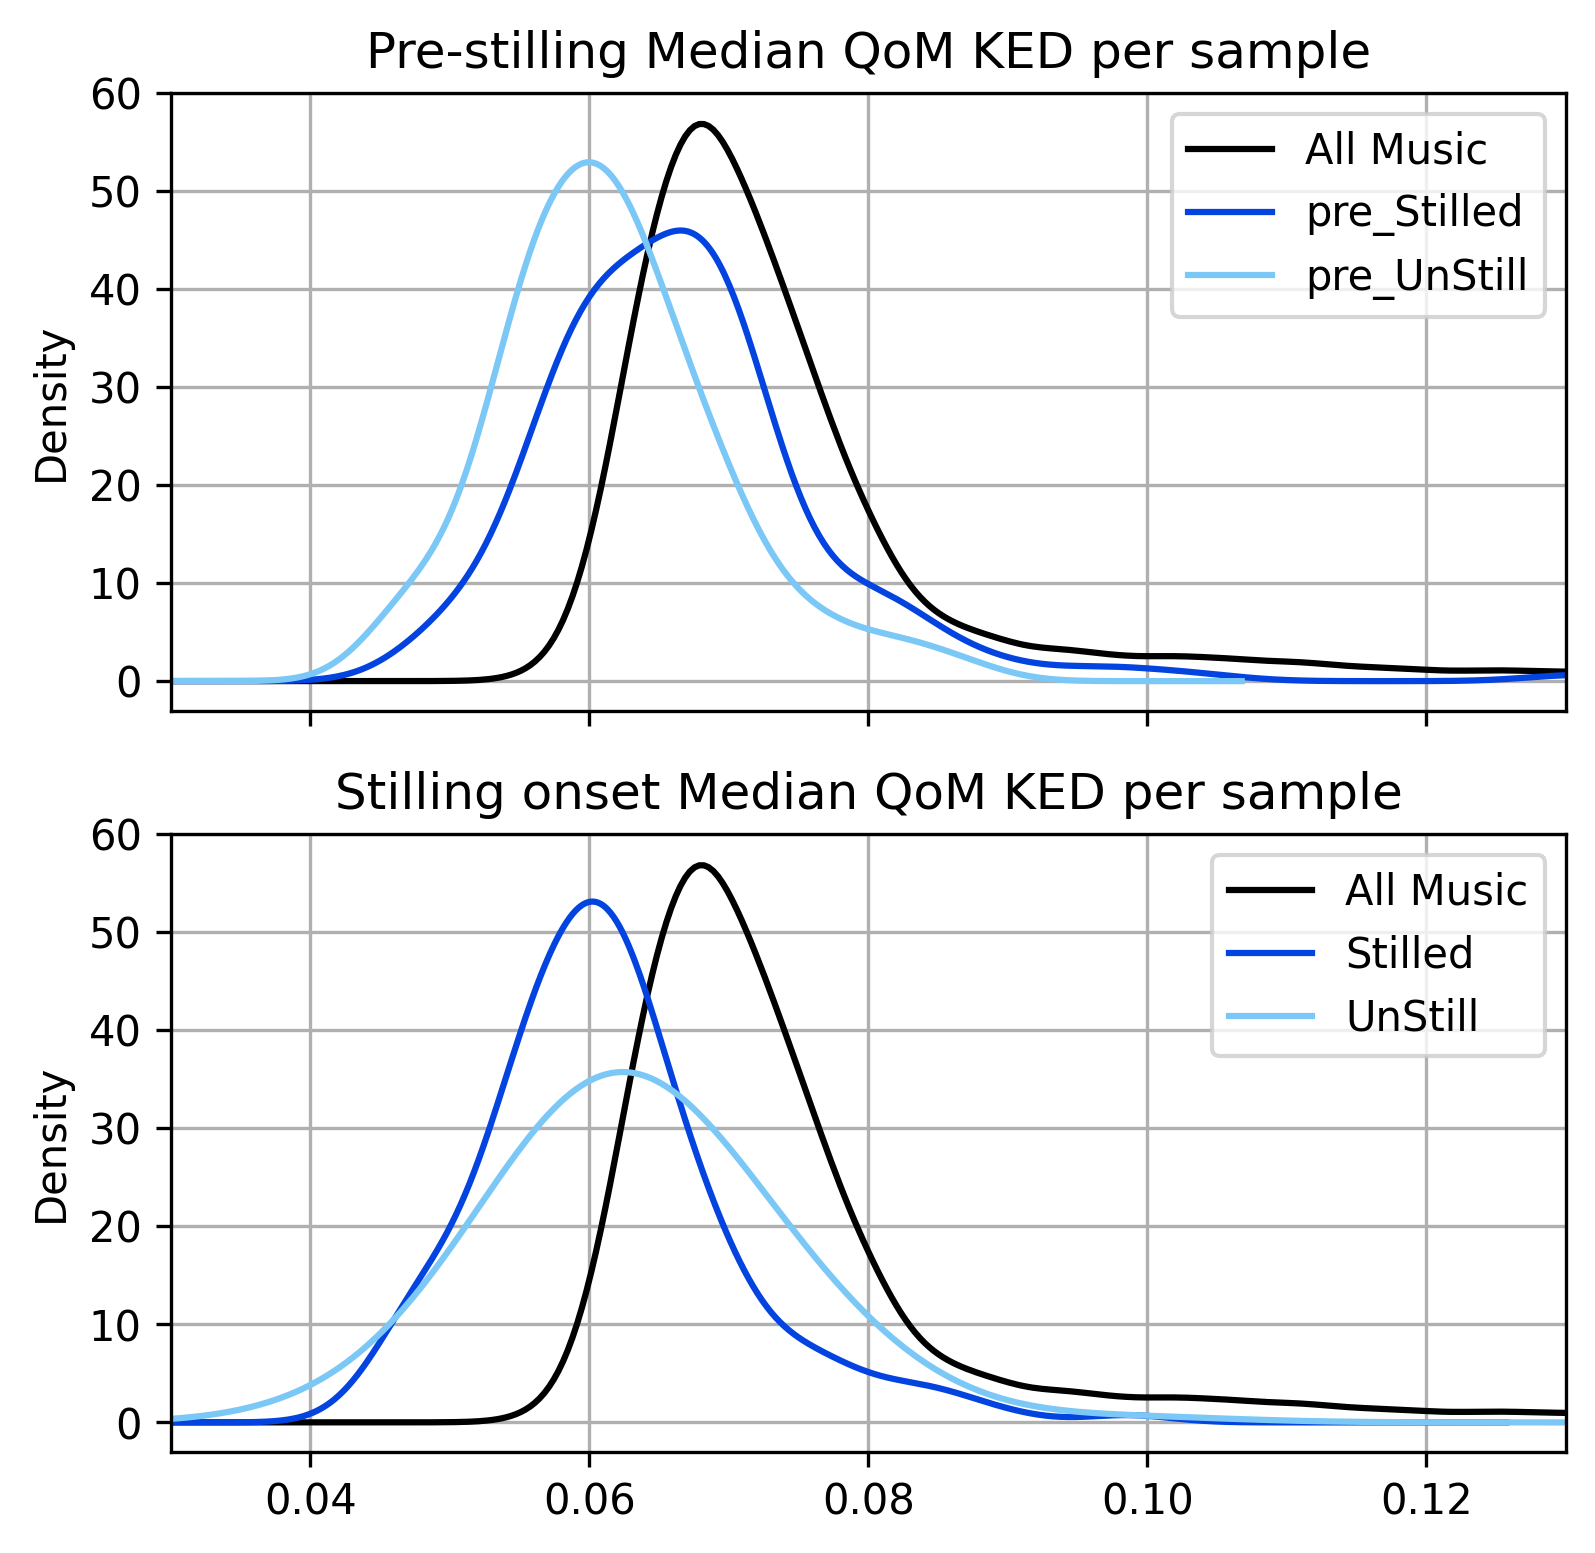 Pre-stilling Median QoM KED per sample
60
50
40
30
20
10
0
Density
All Music
pre_Stilled
pre_UnStill
Stilling onset Median QoM KED per sample
60
50
40
30
20
10
0
Density
All Music
Stilled
UnStill
0.04 0.06 0.08 0.10 0.12